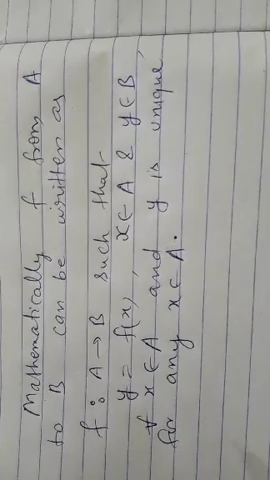 Mathematically f from A
to B can be written as
f : A → B such that
y = f(x), x ∈ A & y ∈ B,
∀ x ∈ A and y is unique
for any x ∈ A.